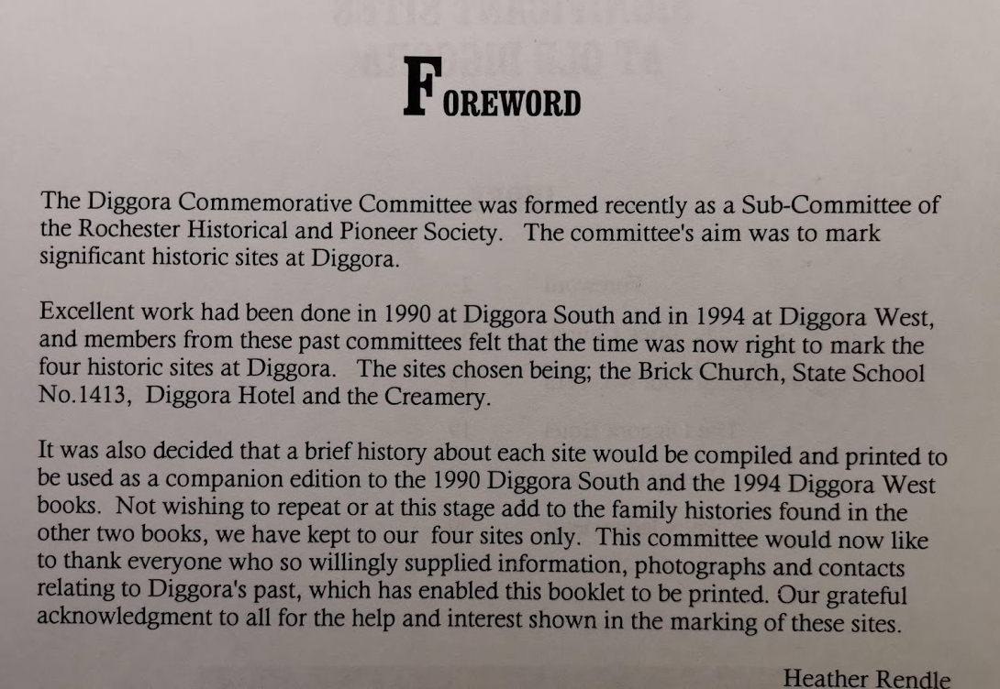 FOREWORD
The Diggora Commemorative Committee was formed recently as a Sub-Committee of
the Rochester Historical and Pioneer Society. The committee's aim was to mark
significant historic sites at Diggora.
Excellent work had been done in 1990 at Diggora South and in 1994 at Diggora West,
and members from these past committees felt that the time was now right to mark the
four historic sites at Diggora. The sites chosen being; the Brick Church, State School
No.1413, Diggora Hotel and the Creamery.
It was also decided that a brief history about each site would be compiled and printed to
be used as a companion edition to the 1990 Diggora South and the 1994 Diggora West
books. Not wishing to repeat or at this stage add to the family histories found in the
other two books, we have kept to our four sites only. This committee would now like
to thank everyone who so willingly supplied information, photographs and contacts
relating to Diggora's past, which has enabled this booklet to be printed. Our grateful
acknowledgment to all for the help and interest shown in the marking of these sites.
Heather Rendle